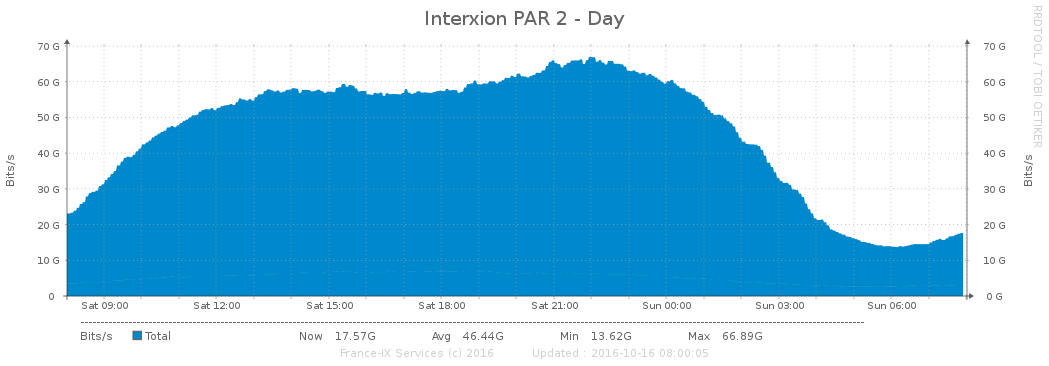 Interxion PAR 2 - Day
RRDTOOL / TOBI OETIKER
70 G 70 G
60 G 60 G
50 G 50 G
40 G 40 G
30 G 30 G
20 G 20 G
10 G 10 G
0 0 G
Bits/s
Bits/s
Sat 09:00 Sat 12:00 Sat 15:00 Sat 18:00 Sat 21:00 Sun 00:00 Sun 03:00 Sun 06:00
Bits/s Total Now 17.57G Avg 46.44G Min 13.62G Max 66.89G
France-IX Services (c) 2016 Updated : 2016-10-16 08:00:05